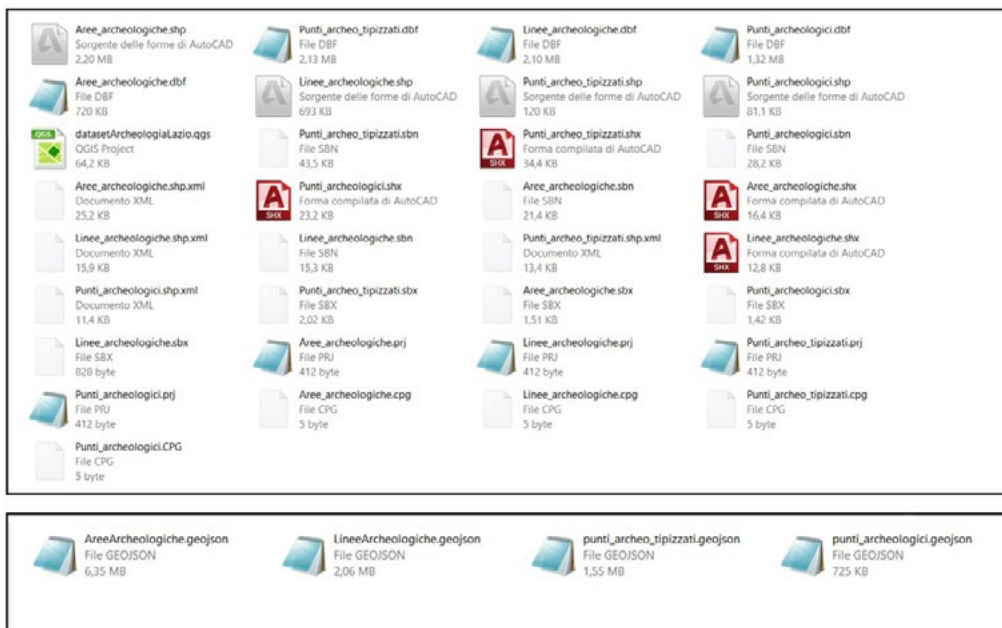 Aree_archeologiche.shp
Sorgente delle forme di AutoCAD
2,20 MB
Punti_archeo_tipizzati.dbf
File DBF
2,13 MB
Linee_archeologiche.dbf
File DBF
2,10 MB
Punti_archeologici.dbf
File DBF
1,32 MB
Aree_archeologiche.dbf
File DBF
720 KB
Linee_archeologiche.shp
Sorgente delle forme di AutoCAD
693 KB
Punti_archeo_tipizzati.shp
Sorgente delle forme di AutoCAD
120 KB
Punti_archeologici.shp
Sorgente delle forme di AutoCAD
81,1 KB
QGS
datasetArcheologiaLazio.qgs
QGIS Project
64,2 KB
Punti_archeo_tipizzati.sbn
File SBN
43,5 KB
A
SHX
Punti_archeo_tipizzati.shx
Forma compilata di AutoCAD
34,4 KB
Punti_archeologici.sbn
File SBN
28,2 KB
Aree_archeologiche.shp.xml
Documento XML
25,2 KB
A
SHX
Punti_archeologici.shx
Forma compilata di AutoCAD
23,2 KB
Aree_archeologiche.sbn
File SBN
21,4 KB
A
SHX
Aree_archeologiche.shx
Forma compilata di AutoCAD
16,4 KB
Linee_archeologiche.shp.xml
Documento XML
15,9 KB
Linee_archeologiche.sbn
File SBN
15,3 KB
Punti_archeo_tipizzati.shp.xml
Documento XML
13,4 KB
A
SHX
Linee_archeologiche.shx
Forma compilata di AutoCAD
12,8 KB
Punti_archeologici.shp.xml
Documento XML
11,4 KB
Punti_archeo_tipizzati.sbx
File SBX
2,02 KB
Aree_archeologiche.sbx
File SBX
1,51 KB
Punti_archeologici.sbx
File SBX
1,42 KB
Linee_archeologiche.sbx
File SBX
828 byte
Aree_archeologiche.prj
File PRJ
412 byte
Linee_archeologiche.prj
File PRJ
412 byte
Punti_archeo_tipizzati.prj
File PRJ
412 byte
Punti_archeologici.prj
File PRJ
412 byte
Aree_archeologiche.cpg
File CPG
5 byte
Linee_archeologiche.cpg
File CPG
5 byte
Punti_archeo_tipizzati.cpg
File CPG
5 byte
Punti_archeologici.CPG
File CPG
5 byte
AreeArcheologiche.geojson
File GEOJSON
6,35 MB
LineeArcheologiche.geojson
File GEOJSON
2,06 MB
punti_archeo_tipizzati.geojson
File GEOJSON
1,55 MB
punti_archeologici.geojson
File GEOJSON
725 KB